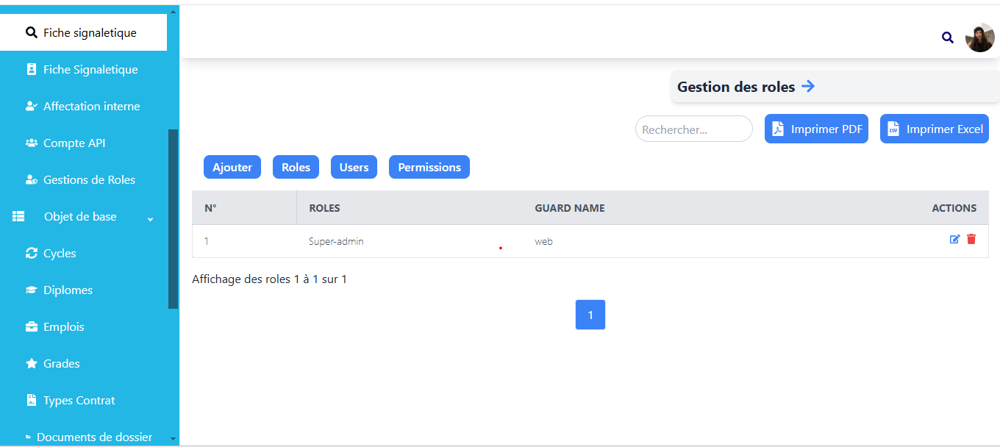 Fiche signaletique
Fiche Signaletique
Affectation interne
Compte API
Gestions de Roles
Objet de base
Cycles
Diplomes
Emplois
Grades
Types Contrat
Documents de dossier
Gestion des roles
Rechercher...
Imprimer PDF
CSV Imprimer Excel
Ajouter Roles Users Permissions
N° ROLES GUARD NAME ACTIONS
1 Super-admin web
Affichage des roles 1 à 1 sur 1
1